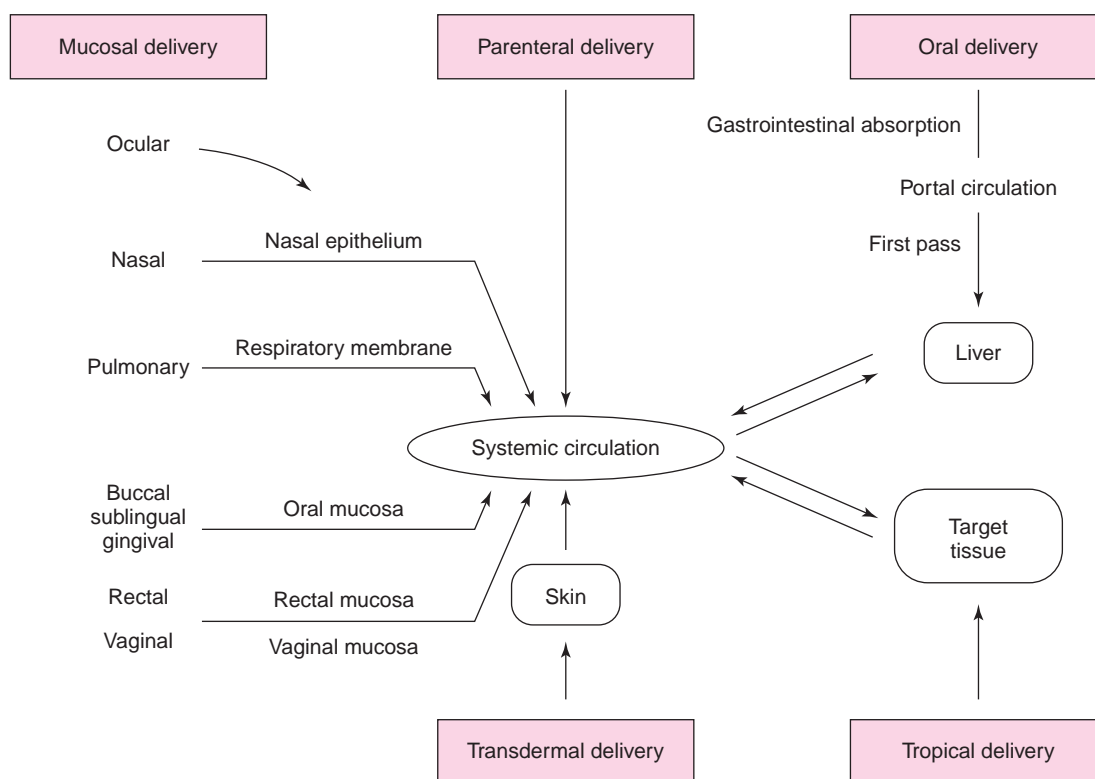 Mucosal delivery
Parenteral delivery
Oral delivery
Ocular
Gastrointestinal absorption
Portal circulation
First pass
Nasal
Nasal epithelium
Pulmonary
Respiratory membrane
Liver
Systemic circulation
Buccal
sublingual
gingival
Oral mucosa
Target
tissue
Rectal
Rectal mucosa
Skin
Vaginal
Vaginal mucosa
Transdermal delivery
Tropical delivery